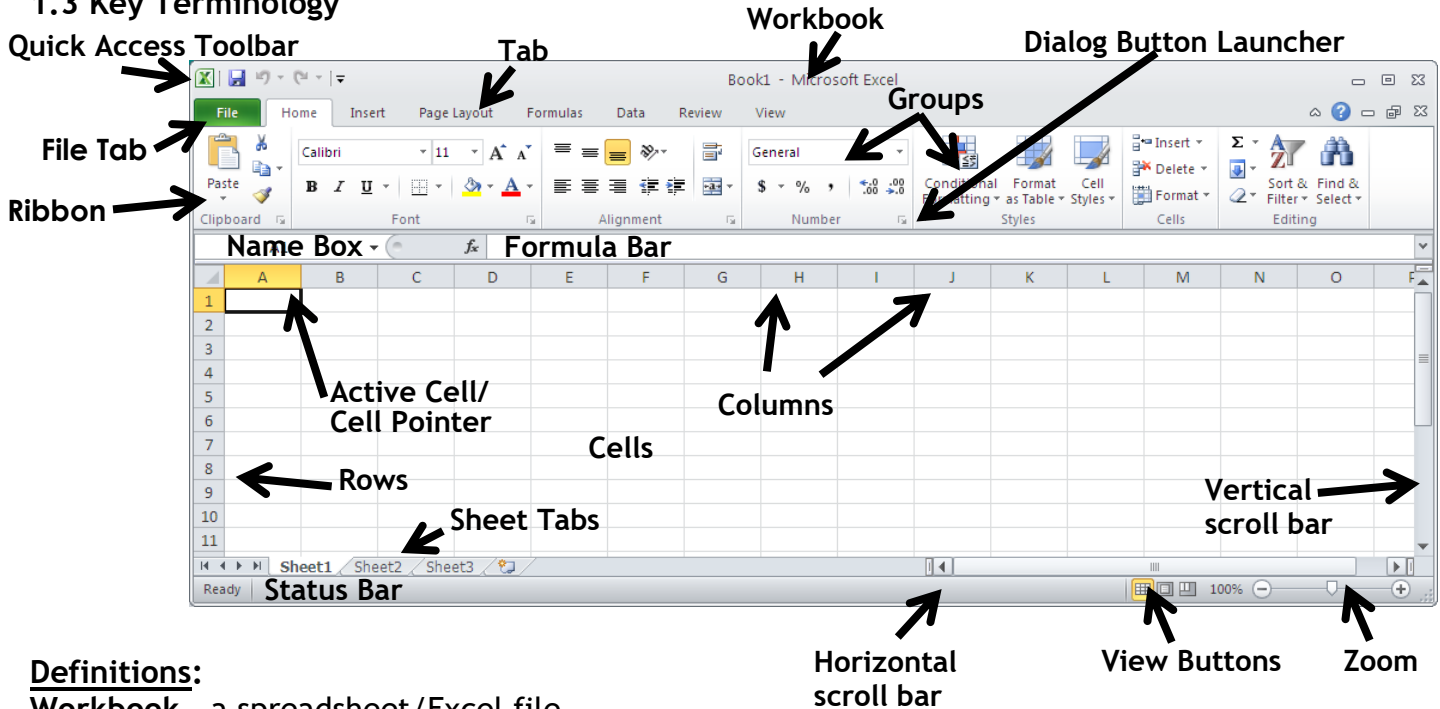 1.3 Key Terminology
Workbook
Quick Access Toolbar
Tab
Dialog Button Launcher
Book1 - Microsoft Excel
Groups
File Home Insert Page Layout Formulas Data Review View
File Tab
Calibri 11 A A
General
Insert
Σ
Delete
Paste
B I U
A
$ % ,
.0 .00
.00 .0
Conditional Formatting
Format as Table
Cell Styles
Format
Sort & Filter
Find & Select
Ribbon
Clipboard Font Alignment Number Styles Cells Editing
Name Box
fx
Formula Bar
A B C D E F G H I J K L M N O P
1
2
3
4
5
6
7
8
9
10
11
Active Cell/
Cell Pointer
Columns
Cells
Rows
Vertical
scroll bar
Sheet Tabs
Sheet1 Sheet2 Sheet3
Ready
Status Bar
100%
Horizontal
scroll bar
View Buttons
Zoom
Definitions:
Workbook – a spreadsheet/Excel file